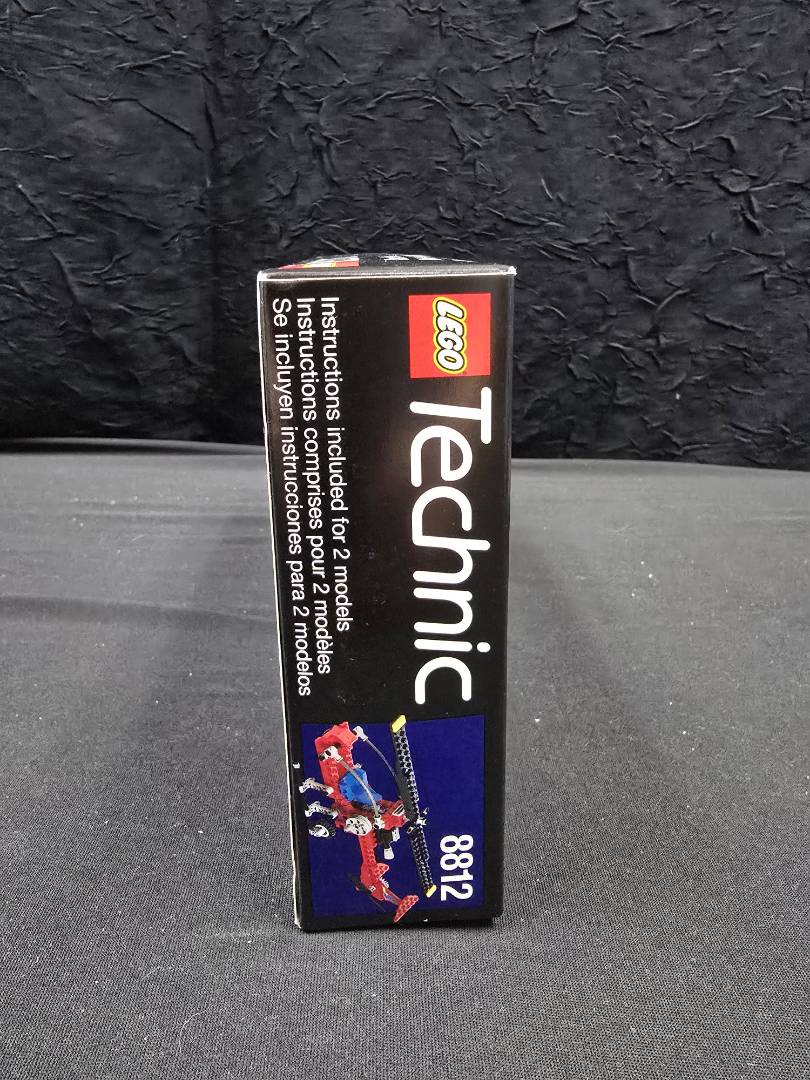 LEGO
Technic
Instructions included for 2 models
Instructions comprises pour 2 modèles
Se incluyen instrucciones para 2 modelos
8812